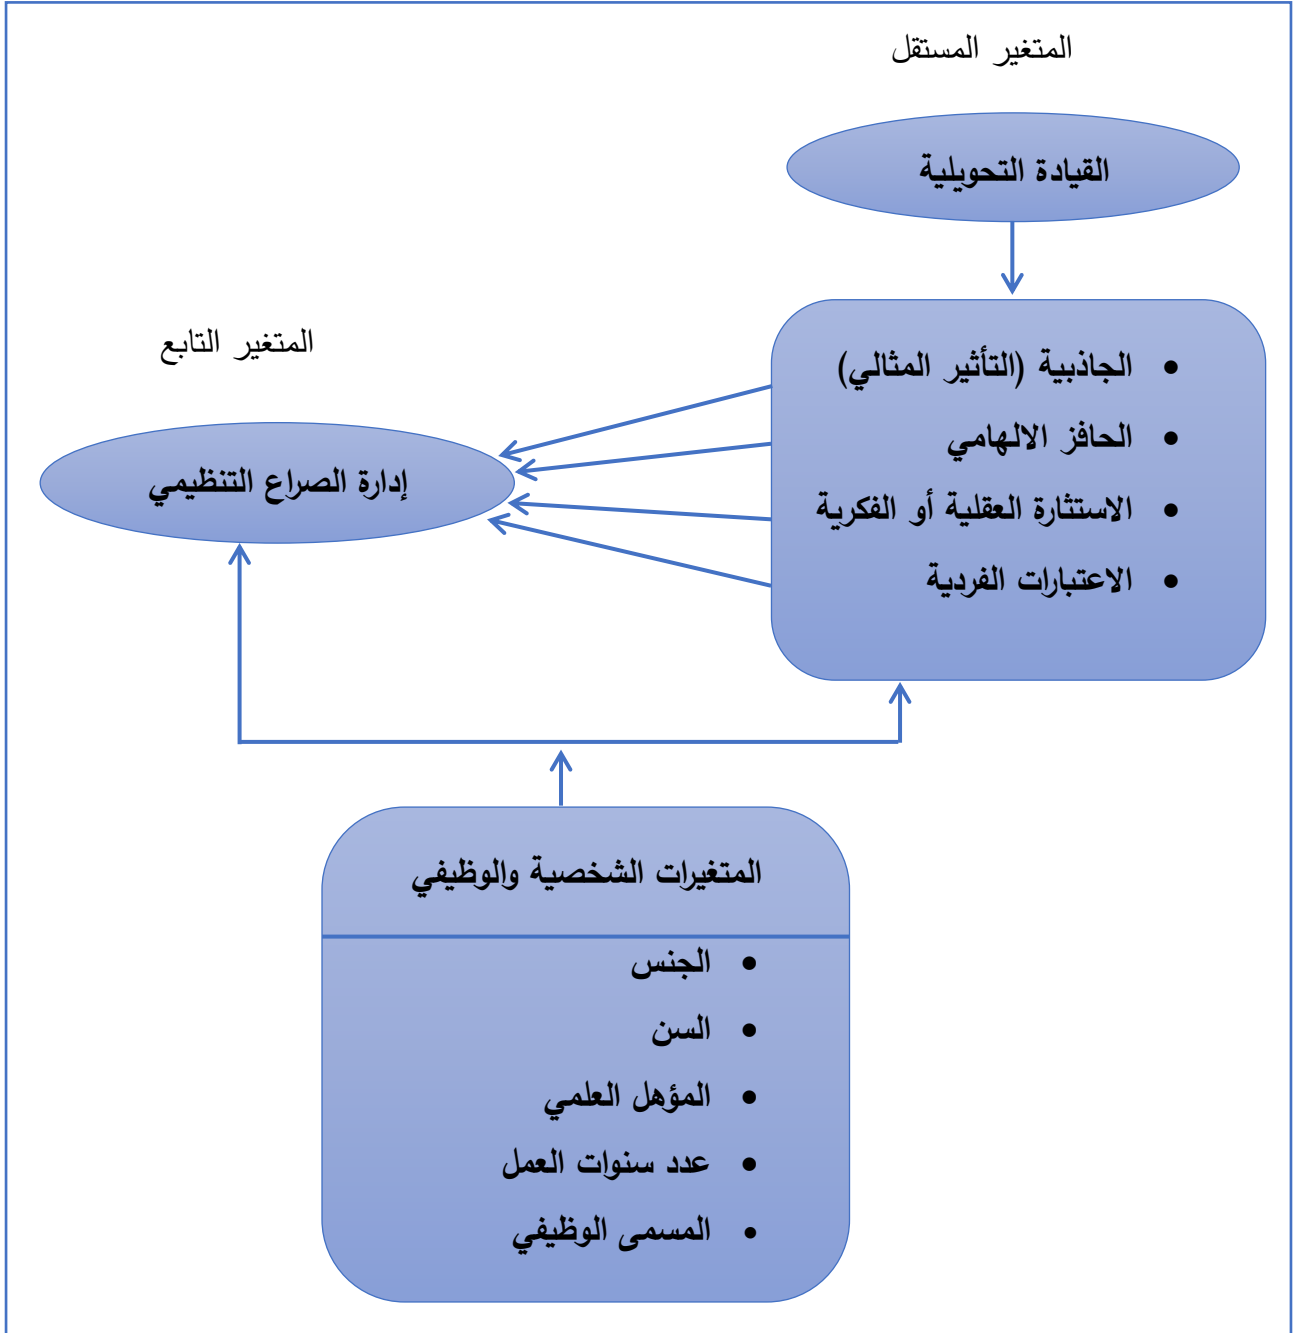 المتغير المستقل
القيادة التحويلية
المتغير التابع
• الجاذبية (التأثير المثالي)
• الحافز الالهامي
• الاستثارة العقلية أو الفكرية
• الاعتبارات الفردية
إدارة الصراع التنظيمي
المتغيرات الشخصية والوظيفي
• الجنس
• السن
• المؤهل العلمي
• عدد سنوات العمل
• المسمى الوظيفي